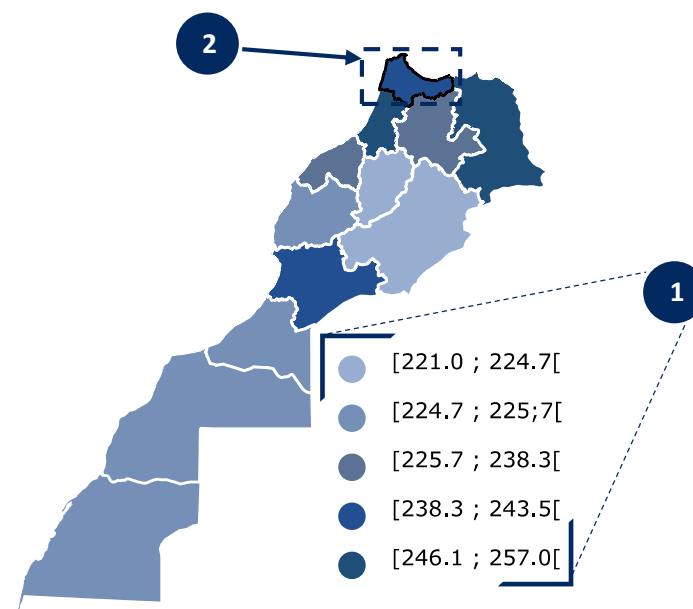 2
1
[221.0 ; 224.7[
[224.7 ; 225;7[
[225.7 ; 238.3[
[238.3 ; 243.5[
[246.1 ; 257.0[